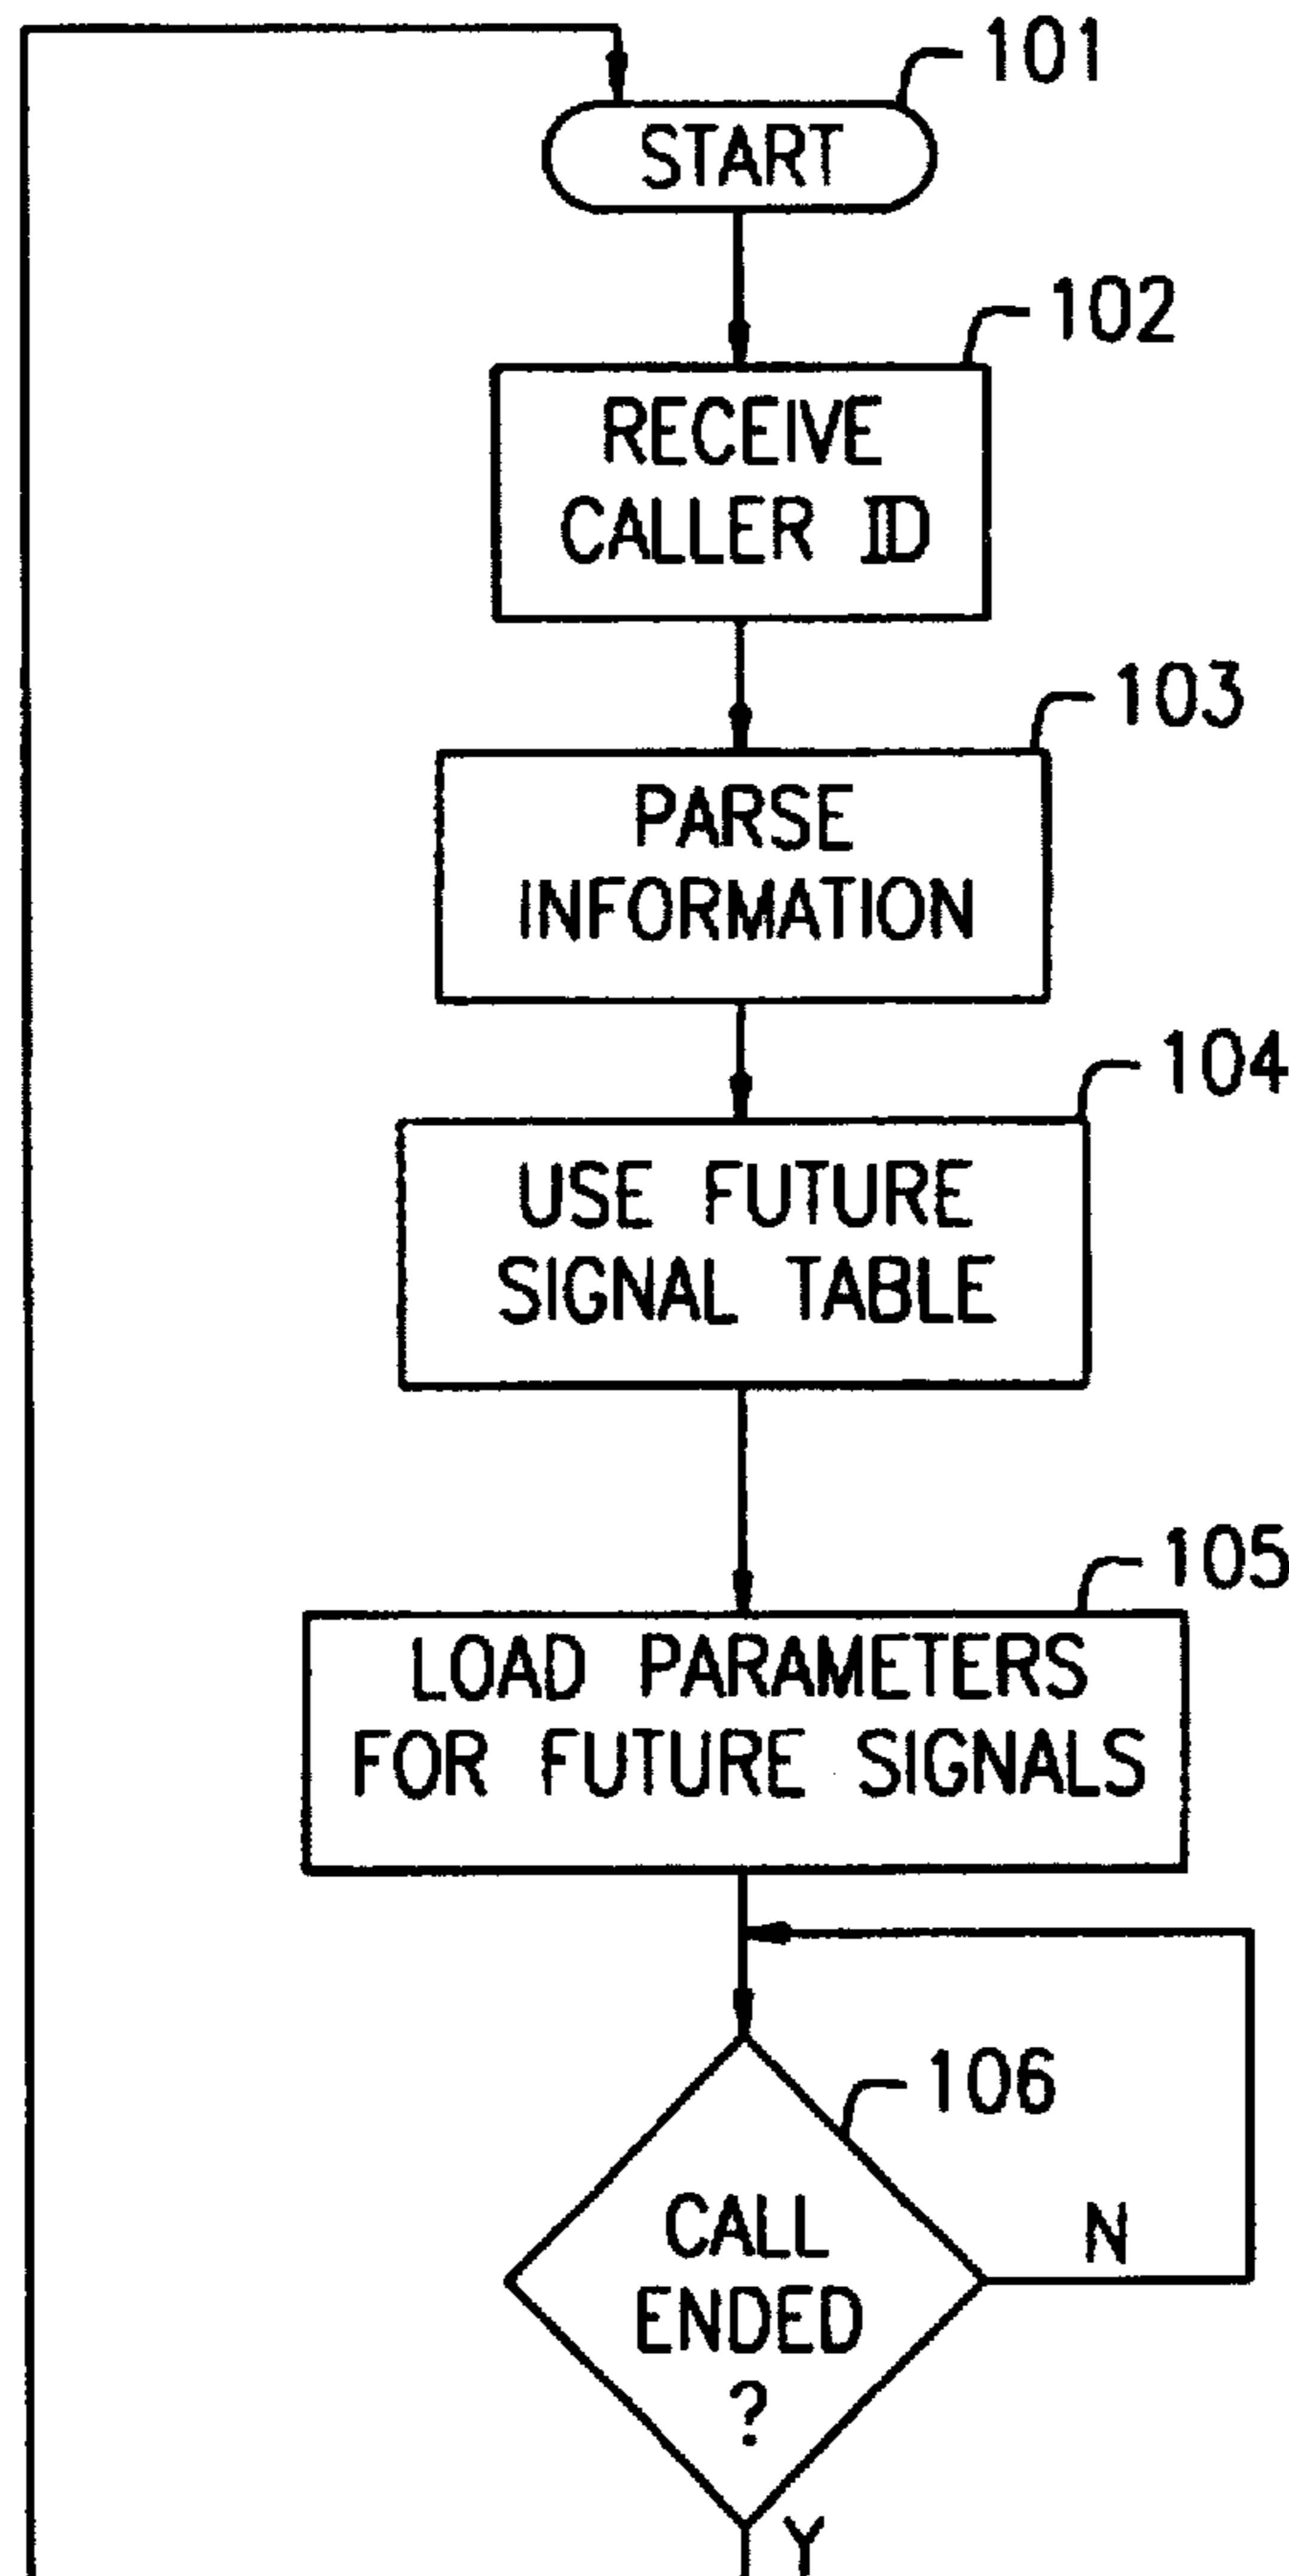 101
START
102
RECEIVE
CALLER ID
103
PARSE
INFORMATION
104
USE FUTURE
SIGNAL TABLE
105
LOAD PARAMETERS
FOR FUTURE SIGNALS
106
CALL
ENDED
?
N
Y